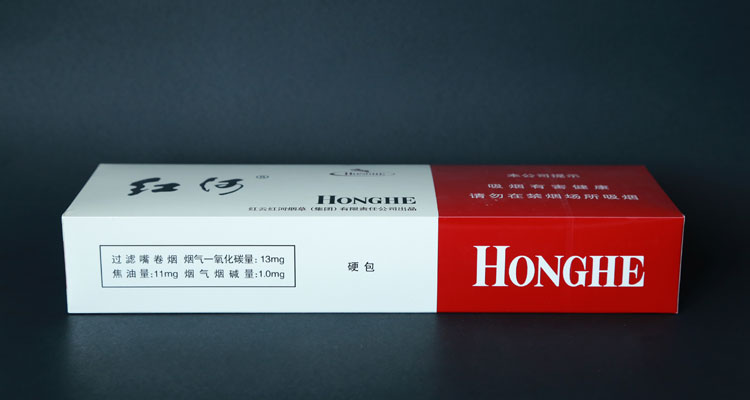 红河®
HONGHE
HONGHE
红云红河烟草(集团)有限责任公司出品
本公司提示
吸烟有害健康
请勿在禁烟场所吸烟
过滤嘴卷烟 烟气一氧化碳量:13mg
焦油量:11mg 烟气烟碱量:1.0mg
硬包
HONGHE